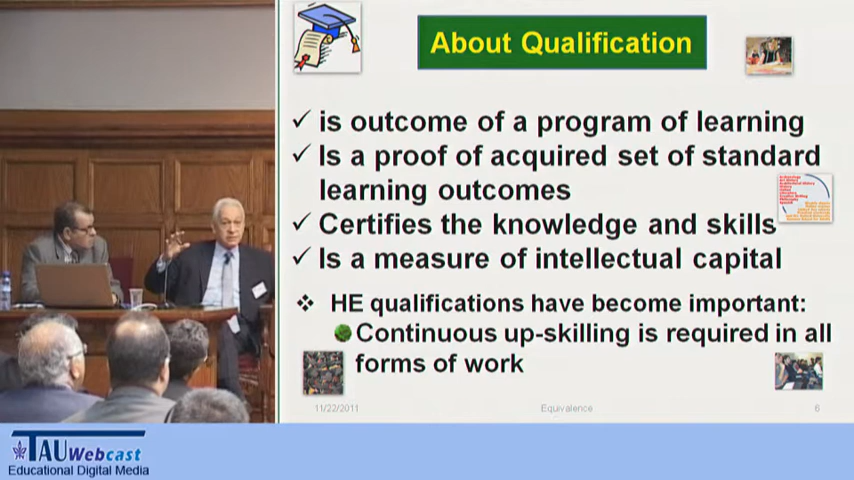 About Qualification
is outcome of a program of learning
Is a proof of acquired set of standard
learning outcomes
Certifies the knowledge and skills
Is a measure of intellectual capital
HE qualifications have become important:
Continuous up-skilling is required in all
forms of work
11/22/2011
Equivalence
6
TAU Webcast
Educational Digital Media